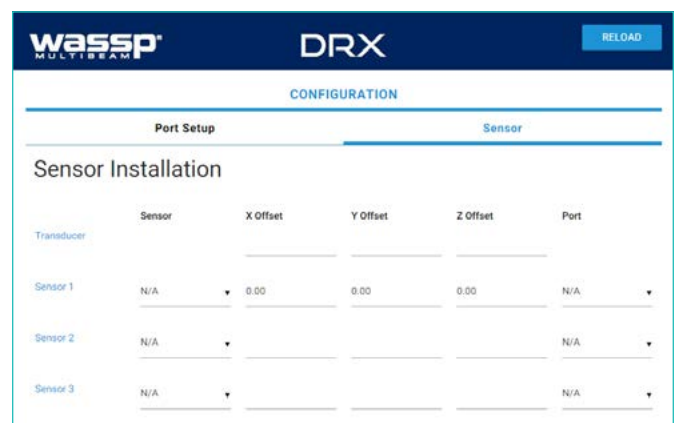 wassp DRX RELOAD
MULTIBEAM
CONFIGURATION
Port Setup Sensor
Sensor Installation
Sensor X Offset Y Offset Z Offset Port
Transducer
Sensor 1 N/A 0.00 0.00 0.00 N/A
Sensor 2 N/A N/A
Sensor 3 N/A N/A